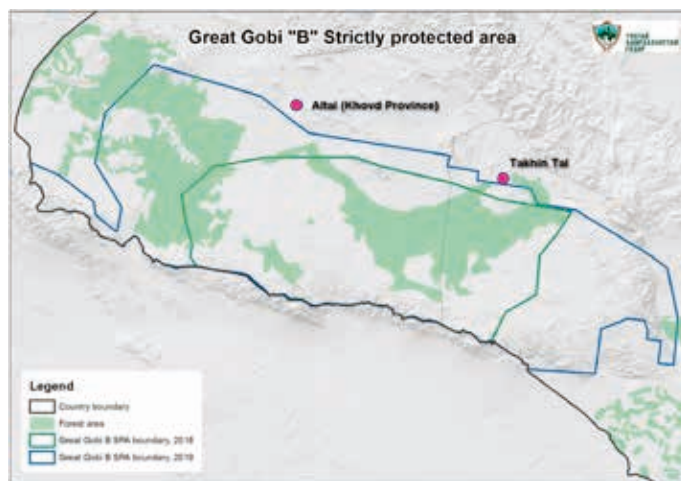 Great Gobi "B" Strictly protected area
Altai (Khovd Province)
Takhin Tal
Legend
Country boundary
Forest area
Great Gobi B SPA boundary, 2018
Great Gobi B SPA boundary, 2019